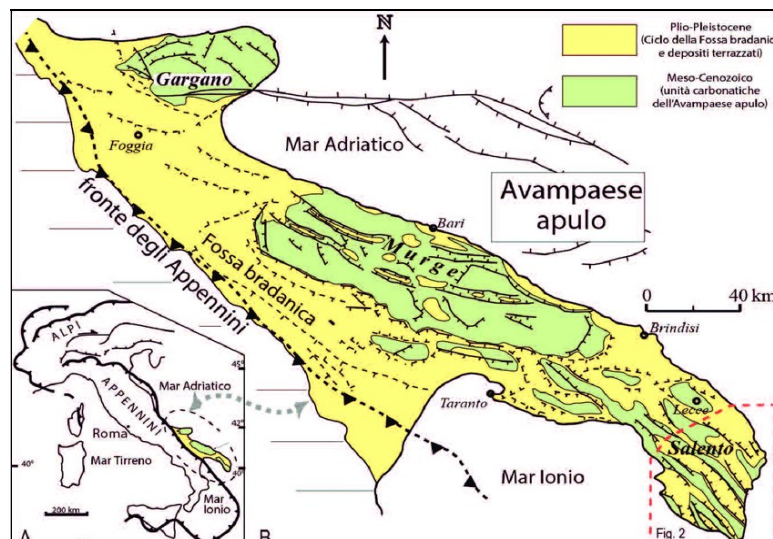 N
Plio-Pleistocene
(Ciclo della Fossa bradanica
e depositi terrazzati)
Meso-Cenozoico
(unità carbonatiche
dell'Avampaese apulo)
Gargano
Foggia
Mar Adriatico
Avampaese
apulo
fronte degli Appennini
Fossa bradanica
Bari
Murge
0 40 km
Brindisi
Taranto
Lecce
Salento
Mar Ionio
Fig. 2
B
ALPI
APPENNINI
45°
Mar Adriatico
42°
Roma
40°
40°
Mar Tirreno
Mar
Ionio
200 km
A